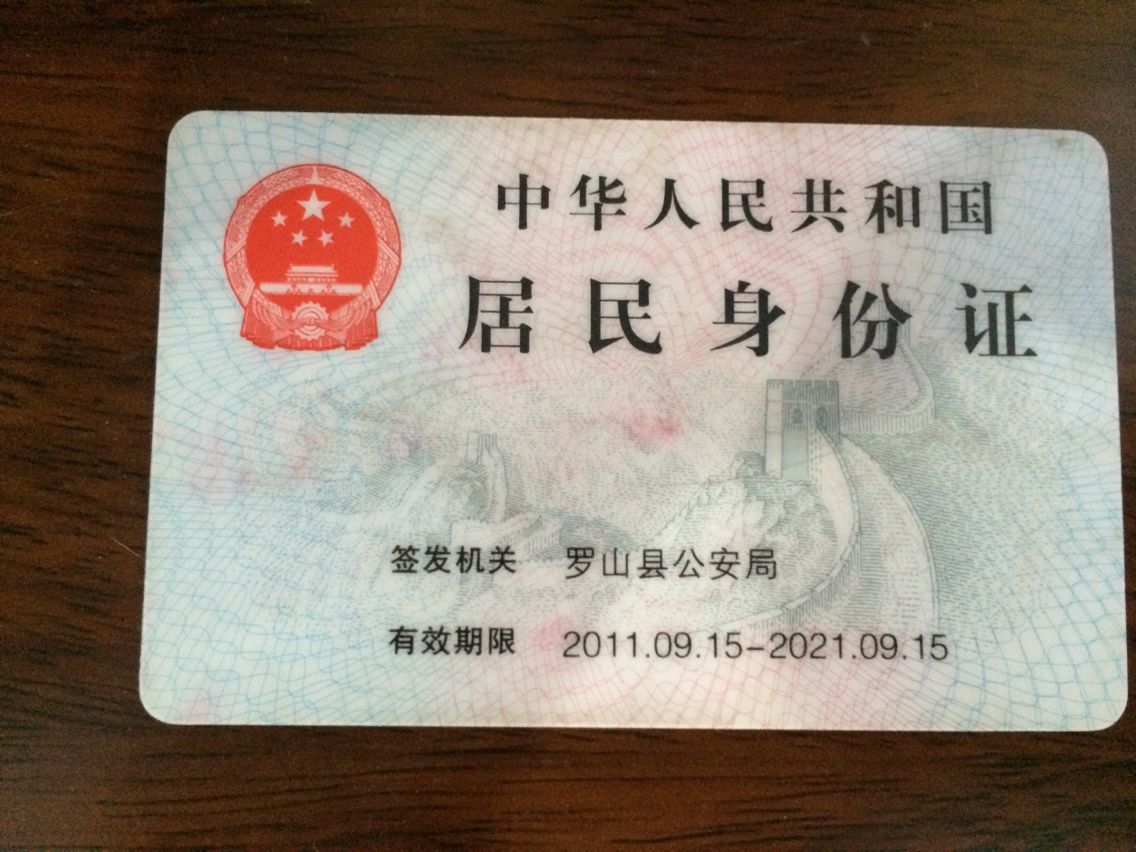 中华人民共和国
居民身份证
签发机关 罗山县公安局
有效期限 2011.09.15-2021.09.15